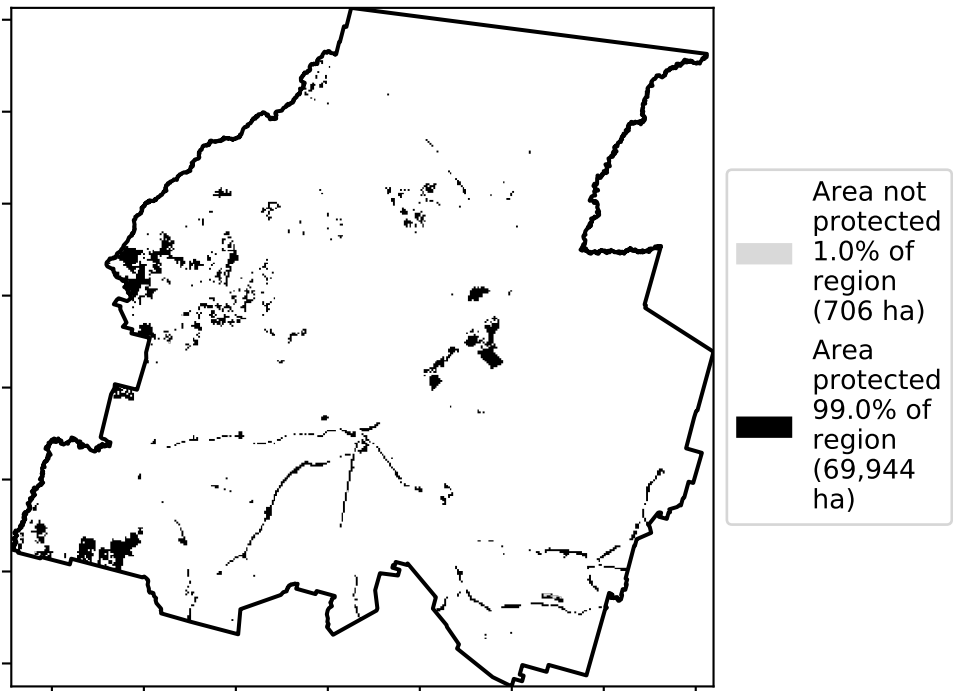 Area not
protected
1.0% of
region
(706 ha)
Area
protected
99.0% of
region
(69,944
ha)